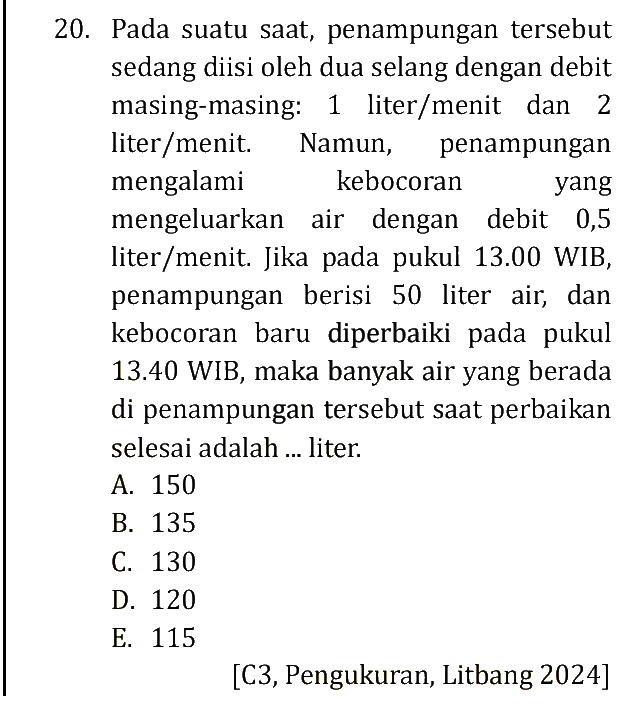 20. Pada suatu saat, penampungan tersebut
sedang diisi oleh dua selang dengan debit
masing-masing: 1 liter/menit dan 2
liter/menit. Namun, penampungan
mengalami kebocoran yang
mengeluarkan air dengan debit 0,5
liter/menit. Jika pada pukul 13.00 WIB,
penampungan berisi 50 liter air, dan
kebocoran baru diperbaiki pada pukul
13.40 WIB, maka banyak air yang berada
di penampungan tersebut saat perbaikan
selesai adalah ... liter.
A. 150
B. 135
C. 130
D. 120
E. 115
[C3, Pengukuran, Litbang 2024]